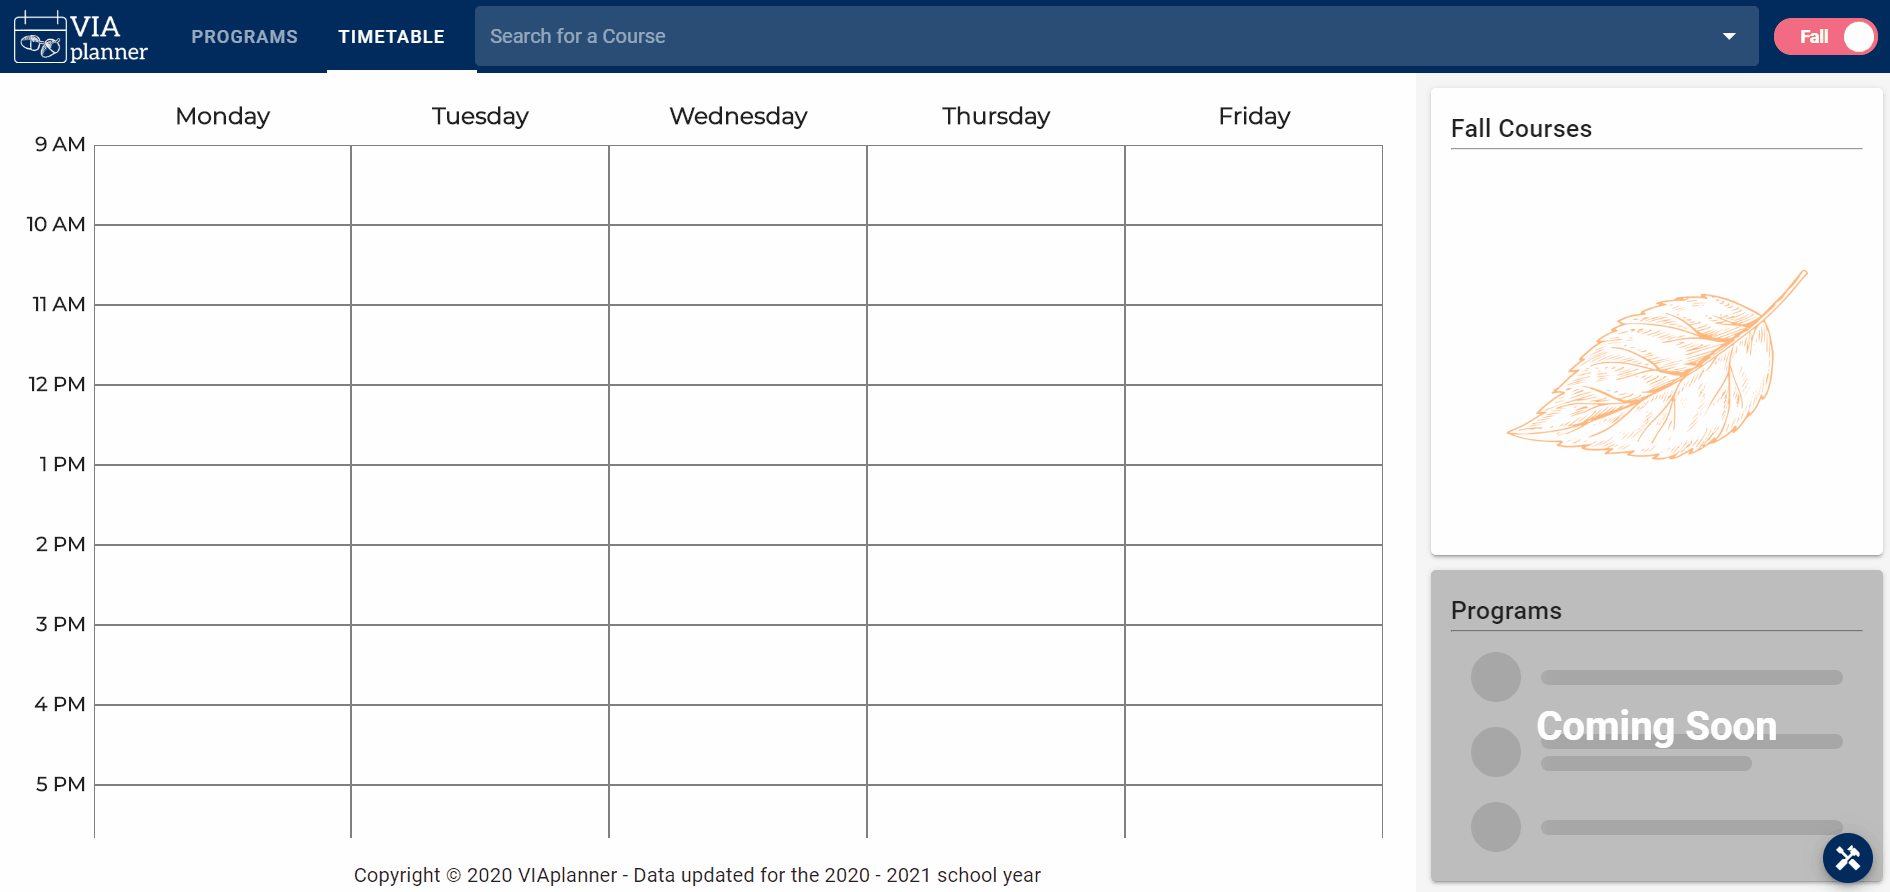 VIA
planner
PROGRAMS
TIMETABLE
Search for a Course
Fall
Monday Tuesday Wednesday Thursday Friday
9 AM
10 AM
11 AM
12 PM
1 PM
2 PM
3 PM
4 PM
5 PM
Fall Courses
Programs
Coming Soon
Copyright © 2020 VIAplanner - Data updated for the 2020 - 2021 school year